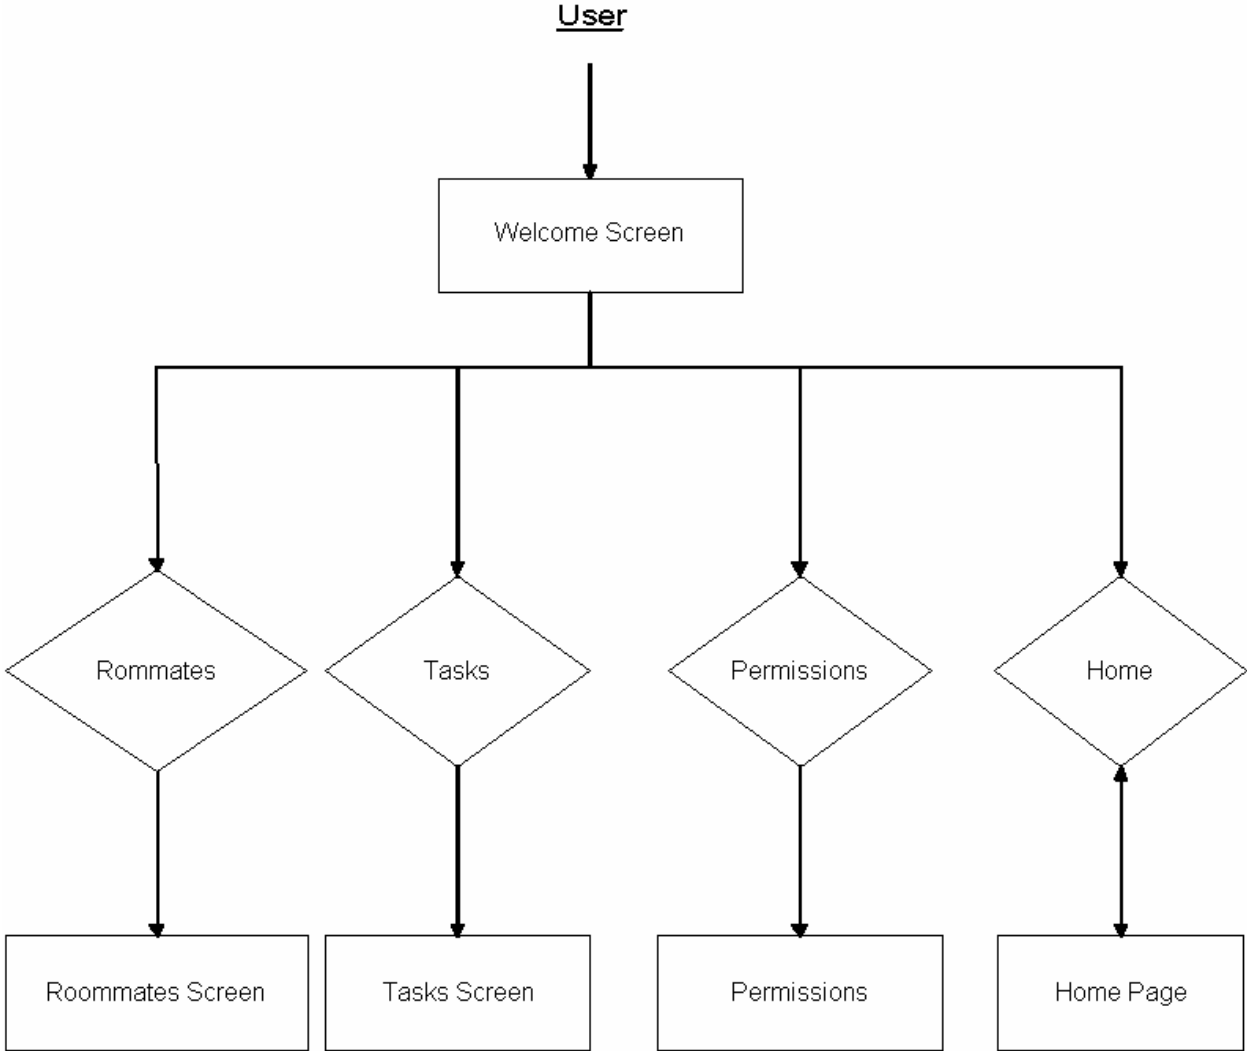 User
Welcome Screen
Rommates
Tasks
Permissions
Home
Roommates Screen
Tasks Screen
Permissions
Home Page